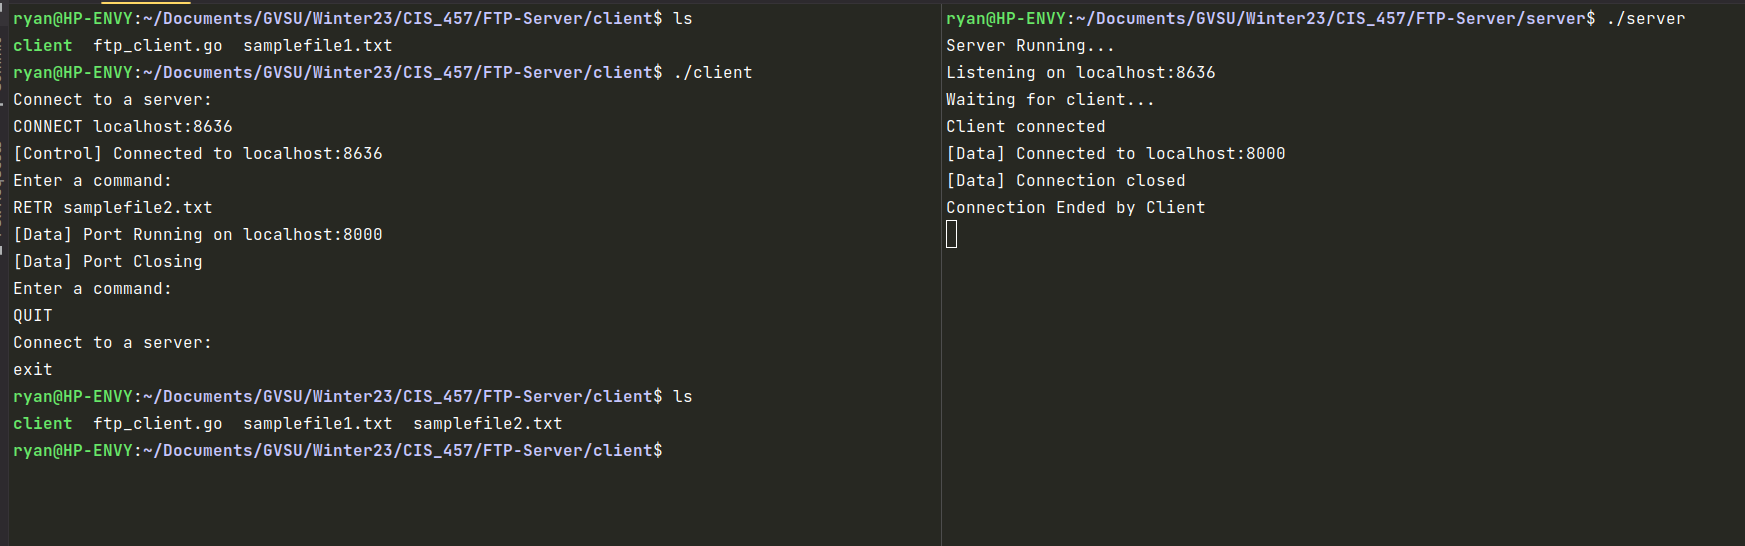 ryan@HP-ENVY:~/Documents/GVSU/Winter23/CIS_457/FTP-Server/client$ ls
client  ftp_client.go  samplefile1.txt
ryan@HP-ENVY:~/Documents/GVSU/Winter23/CIS_457/FTP-Server/client$ ./client
Connect to a server:
CONNECT localhost:8636
[Control] Connected to localhost:8636
Enter a command:
RETR samplefile2.txt
[Data] Port Running on localhost:8000
[Data] Port Closing
Enter a command:
QUIT
Connect to a server:
exit
ryan@HP-ENVY:~/Documents/GVSU/Winter23/CIS_457/FTP-Server/client$ ls
client  ftp_client.go  samplefile1.txt  samplefile2.txt
ryan@HP-ENVY:~/Documents/GVSU/Winter23/CIS_457/FTP-Server/client$
ryan@HP-ENVY:~/Documents/GVSU/Winter23/CIS_457/FTP-Server/server$ ./server
Server Running...
Listening on localhost:8636
Waiting for client...
Client connected
[Data] Connected to localhost:8000
[Data] Connection closed
Connection Ended by Client